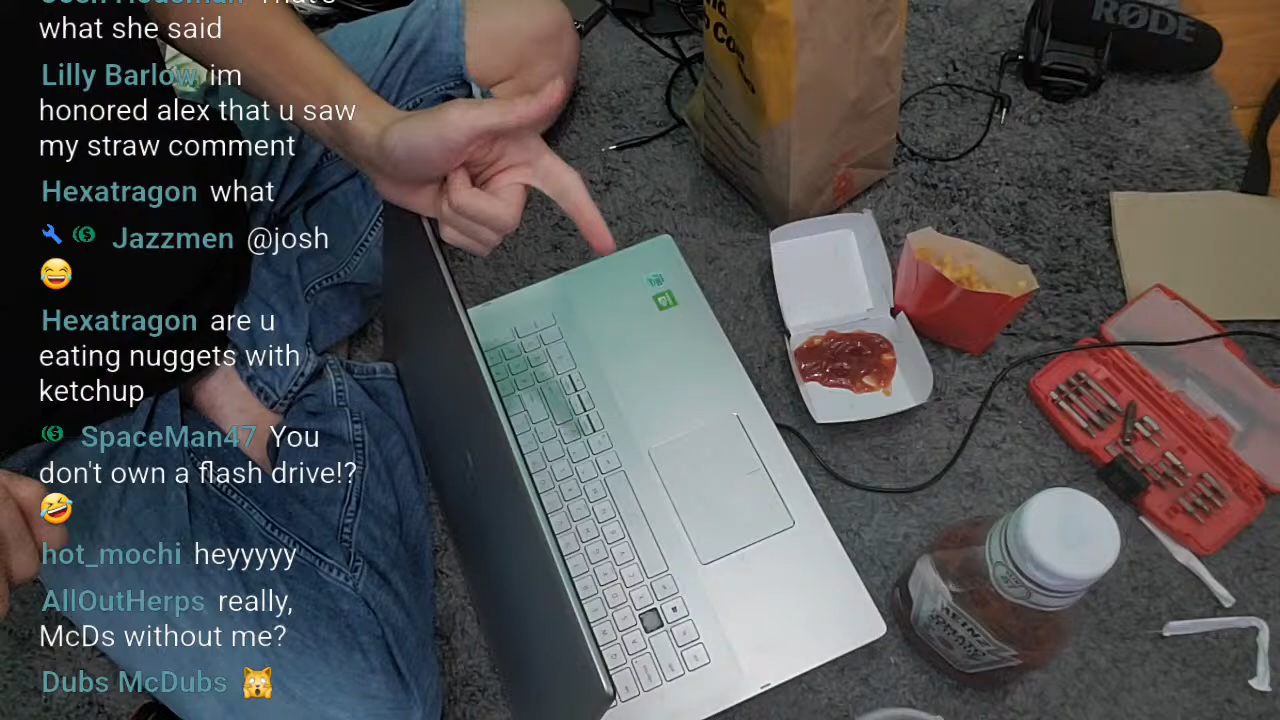 what she said
Lilly Barlow im
honored alex that u saw
my straw comment
Hexatragon what
Jazzmen @josh
😂
Hexatragon are u
eating nuggets with
ketchup
SpaceMan47 You
don't own a flash drive!?
🤣
hot_mochi heyyyyy
AllOutHerps really,
McDs without me?
Dubs McDubs 🙀
RØDE
HEINZ